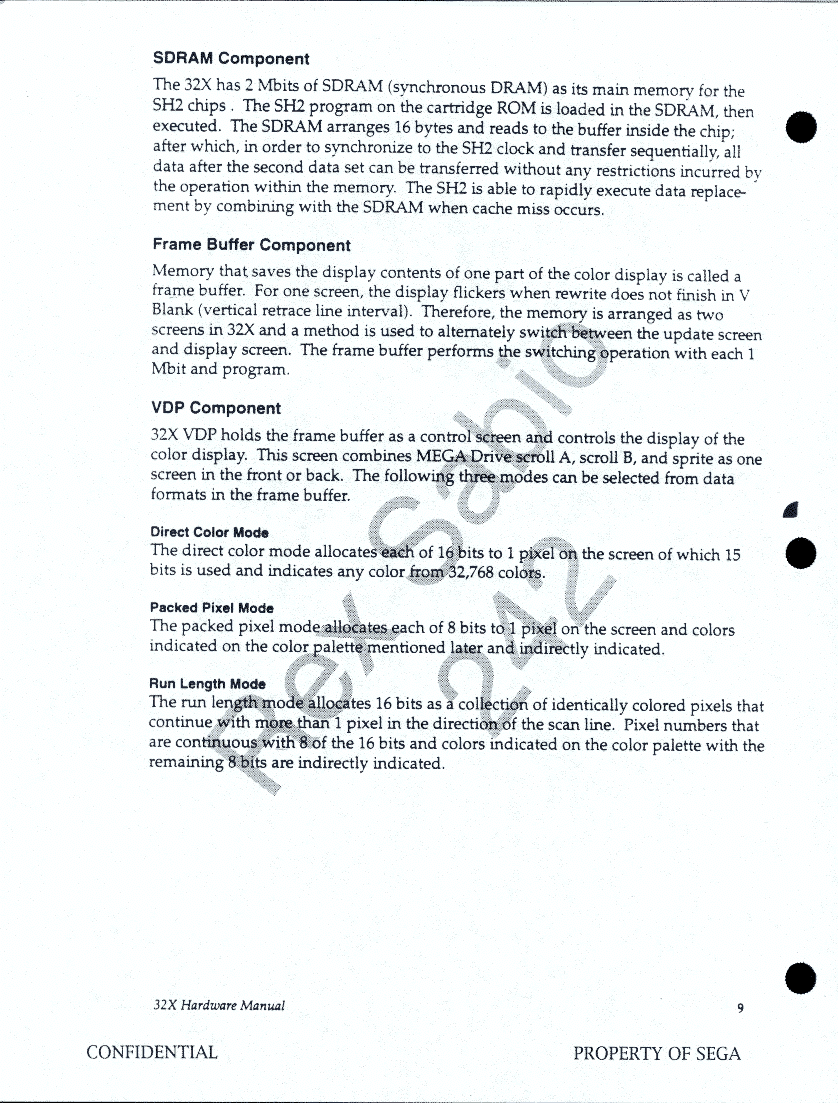 SDRAM Component
The 32X has 2 Mbits of SDRAM (synchronous DRAM) as its main memory for the
SH2 chips . The SH2 program on the cartridge ROM is loaded in the SDRAM, then
executed. The SDRAM arranges 16 bytes and reads to the buffer inside the chip;
after which, in order to synchronize to the SH2 clock and transfer sequentially, all
data after the second data set can be transferred without any restrictions incurred by
the operation within the memory. The SH2 is able to rapidly execute data replace-
ment by combining with the SDRAM when cache miss occurs.
Frame Buffer Component
Memory that saves the display contents of one part of the color display is called a
frame buffer. For one screen, the display flickers when rewrite does not finish in V
Blank (vertical retrace line interval). Therefore, the memory is arranged as two
screens in 32X and a method is used to alternately switch between the update screen
and display screen. The frame buffer performs the switching operation with each 1
Mbit and program.
VDP Component
32X VDP holds the frame buffer as a control screen and controls the display of the
color display. This screen combines MEGA Drive scroll A, scroll B, and sprite as one
screen in the front or back. The following three modes can be selected from data
formats in the frame buffer.
Direct Color Mode
The direct color mode allocates each of 16 bits to 1 pixel on the screen of which 15
bits is used and indicates any color from 32,768 colors.
Packed Pixel Mode
The packed pixel mode allocates each of 8 bits to 1 pixel on the screen and colors
indicated on the color palette mentioned later and indirectly indicated.
Run Length Mode
The run length mode allocates 16 bits as a collection of identically colored pixels that
continue with more than 1 pixel in the direction of the scan line. Pixel numbers that
are continuous with 8 of the 16 bits and colors indicated on the color palette with the
remaining 8 bits are indirectly indicated.
Rex Sabio
242
32X Hardware Manual 9
CONFIDENTIAL PROPERTY OF SEGA